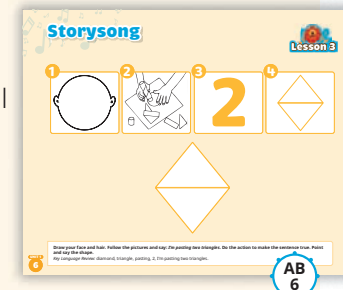 Storysong
Lesson 3
1 2 3 4
2
Draw your face and hair. Follow the pictures and say: I'm pasting two triangles. Do the action to make the sentence true. Point
and say the shape.
Key Language Review: diamond, triangle, pasting, 2, I'm pasting two triangles.
6
AB
6